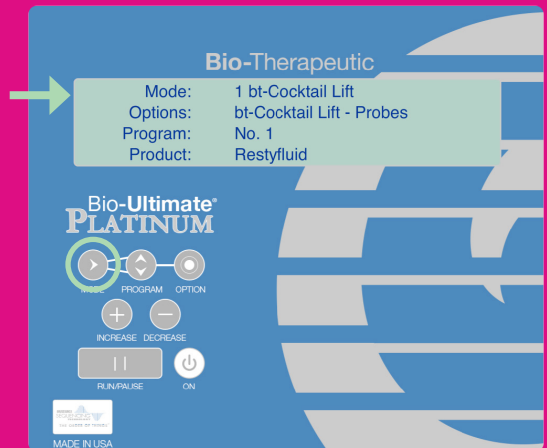 Bio-Therapeutic
Mode: 1 bt-Cocktail Lift
Options: bt-Cocktail Lift - Probes
Program: No. 1
Product: Restyfluid
Bio-Ultimate®
PLATINUM
MODE PROGRAM OPTION
INCREASE DECREASE
RUN/PAUSE ON
MADE IN USA